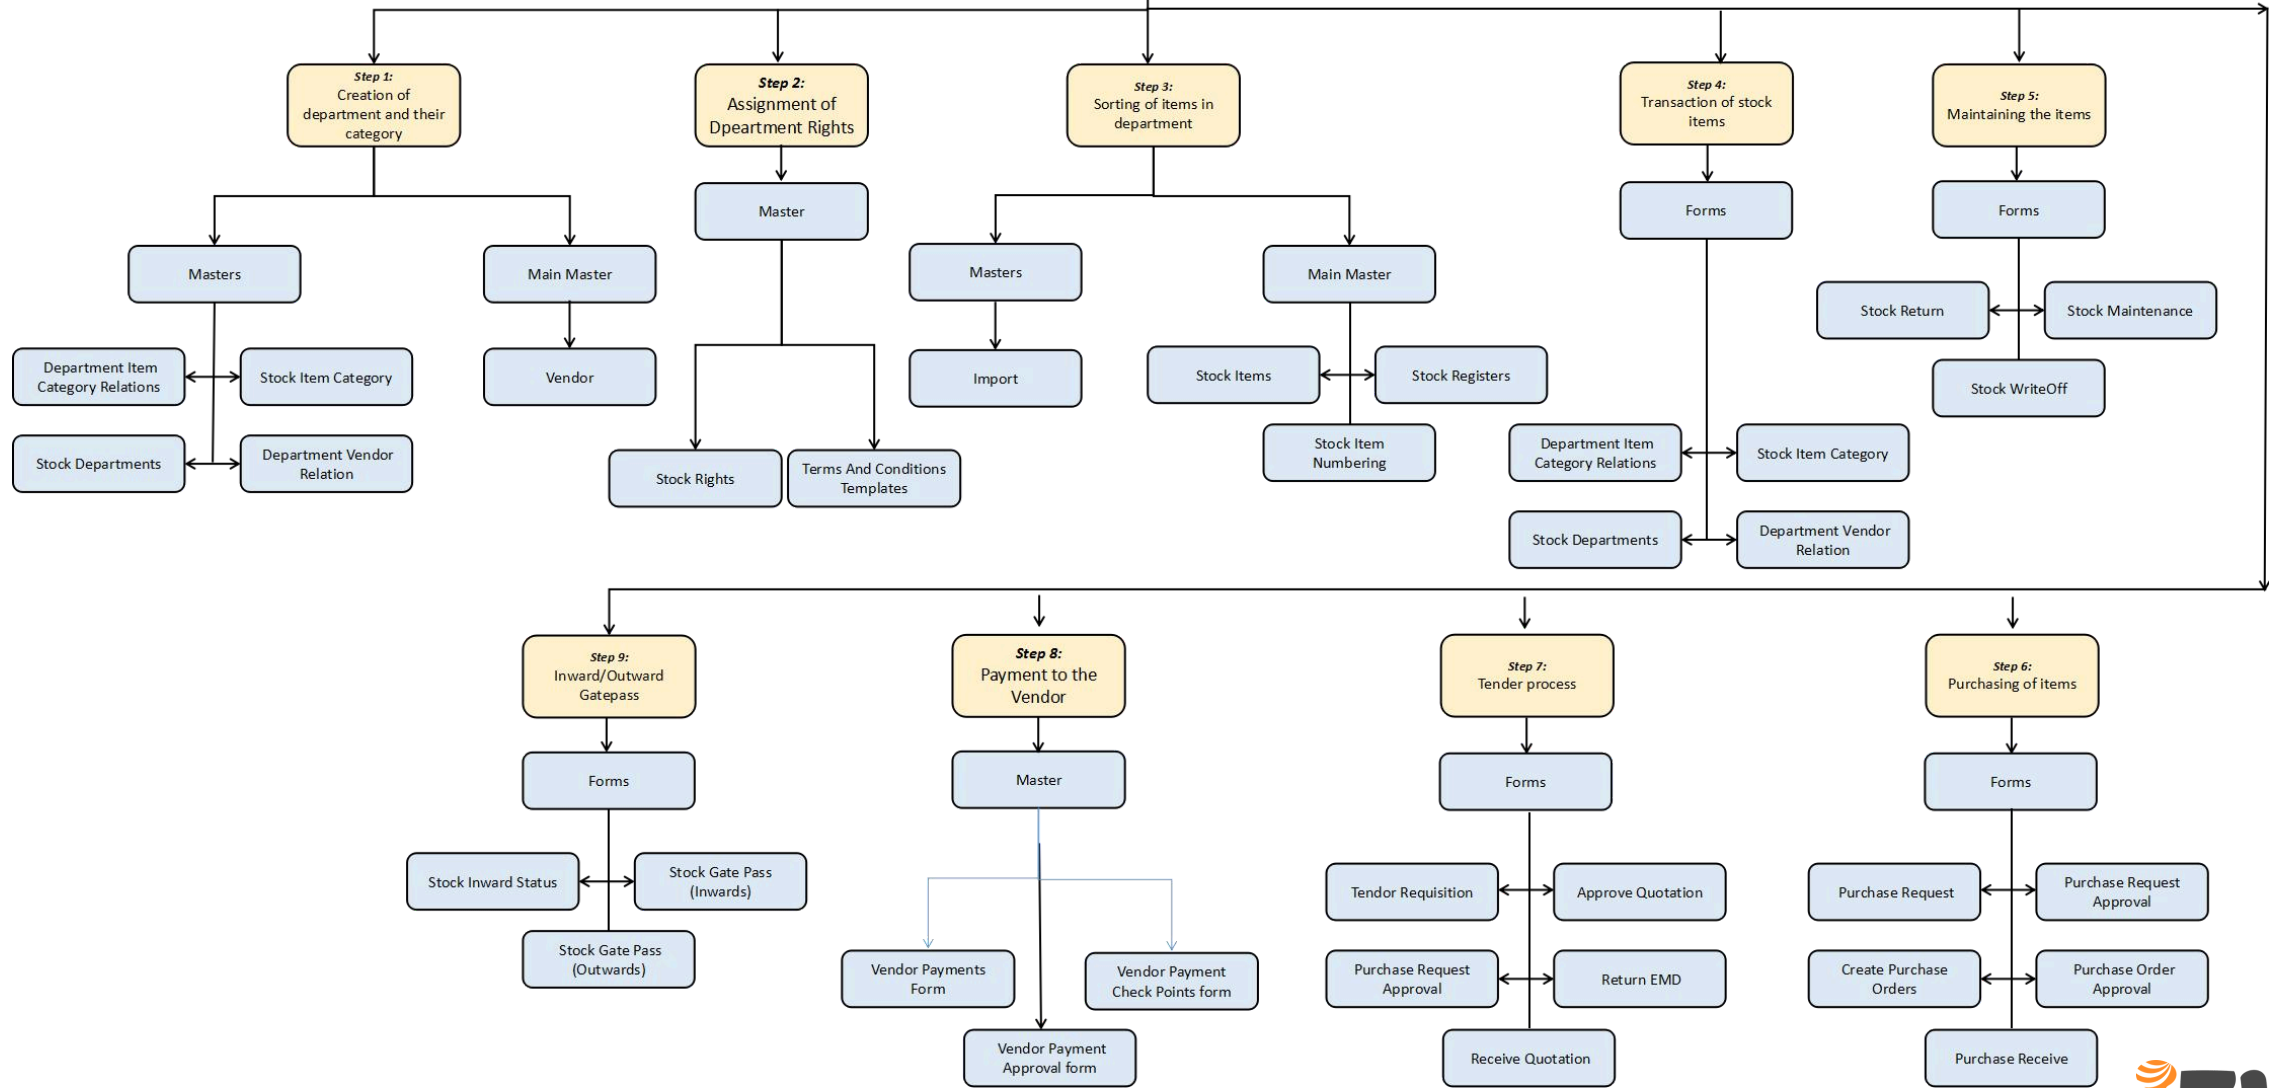 Step 1:
Creation of
department and their
category
Step 2:
Assignment of
Dpeartment Rights
Step 3:
Sorting of items in
department
Step 4:
Transaction of stock
items
Step 5:
Maintaining the items
Master
Forms
Forms
Masters
Main Master
Masters
Main Master
Stock Return
Stock Maintenance
Department Item
Category Relations
Stock Item Category
Vendor
Import
Stock Items
Stock Registers
Stock WriteOff
Stock Departments
Department Vendor
Relation
Stock Rights
Terms And Conditions
Templates
Stock Item
Numbering
Department Item
Category Relations
Stock Item Category
Stock Departments
Department Vendor
Relation
Step 9:
Inward/Outward
Gatepass
Step 8:
Payment to the
Vendor
Step 7:
Tender process
Step 6:
Purchasing of items
Forms
Master
Forms
Forms
Stock Inward Status
Stock Gate Pass
(Inwards)
Tendor Requisition
Approve Quotation
Purchase Request
Purchase Request
Approval
Stock Gate Pass
(Outwards)
Vendor Payments
Form
Vendor Payment
Check Points form
Purchase Request
Approval
Return EMD
Create Purchase
Orders
Purchase Order
Approval
Vendor Payment
Approval form
Receive Quotation
Purchase Receive